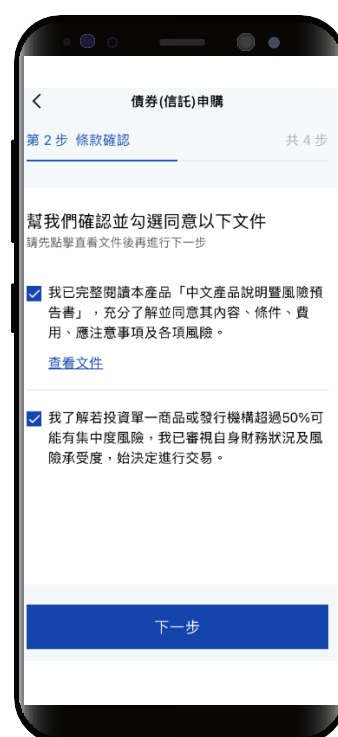 債券(信託)申購
第 2 步 條款確認 共 4 步
幫我們確認並勾選同意以下文件
請先點擊直看文件後再進行下一步
我已完整閱讀本產品「中文產品說明暨風險預
告書」，充分了解並同意其內容、條件、費
用、應注意事項及各項風險。
查看文件
我了解若投資單一商品或發行機構超過50%可
能有集中度風險，我已審視自身財務狀況及風
險承受度，始決定進行交易。
下一步